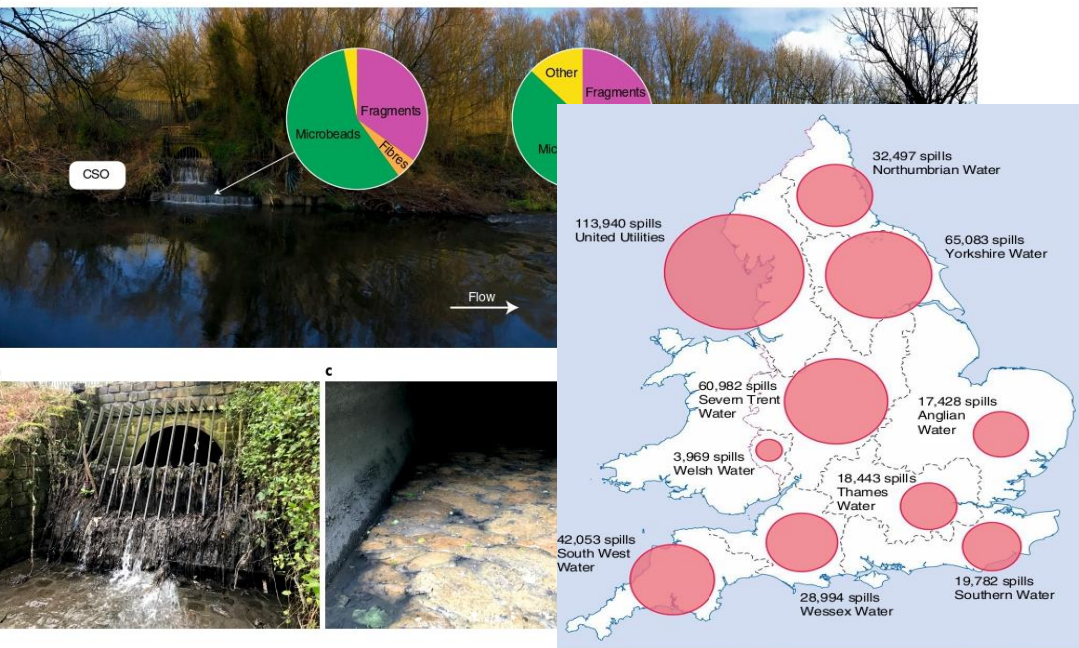 Other
Fragments
Fragments
Microbeads
Fibres
CSO
Flow
c
32,497 spills
Northumbrian Water
113,940 spills
United Utilities
65,083 spills
Yorkshire Water
60,982 spills
Severn Trent
Water
17,428 spills
Anglian
Water
3,969 spills
Welsh Water
18,443 spills
Thames
Water
42,053 spills
South West
Water
19,782 spills
Southern Water
28,994 spills
Wessex Water